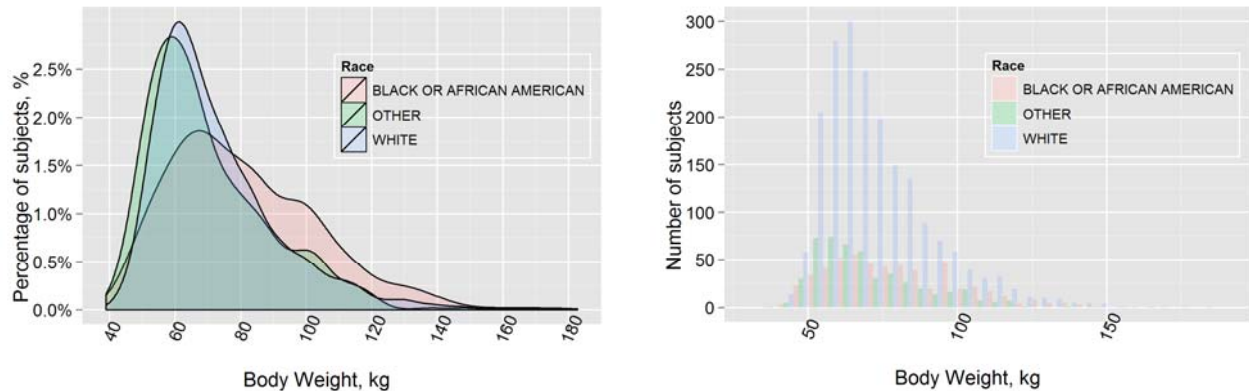 Percentage of subjects, %
2.5%
2.0%
1.5%
1.0%
0.5%
0.0%
Race
BLACK OR AFRICAN AMERICAN
OTHER
WHITE
40
60
80
100
120
140
160
180
Body Weight, kg
Number of subjects
300
250
200
150
100
50
0
Race
BLACK OR AFRICAN AMERICAN
OTHER
WHITE
50
100
150
Body Weight, kg